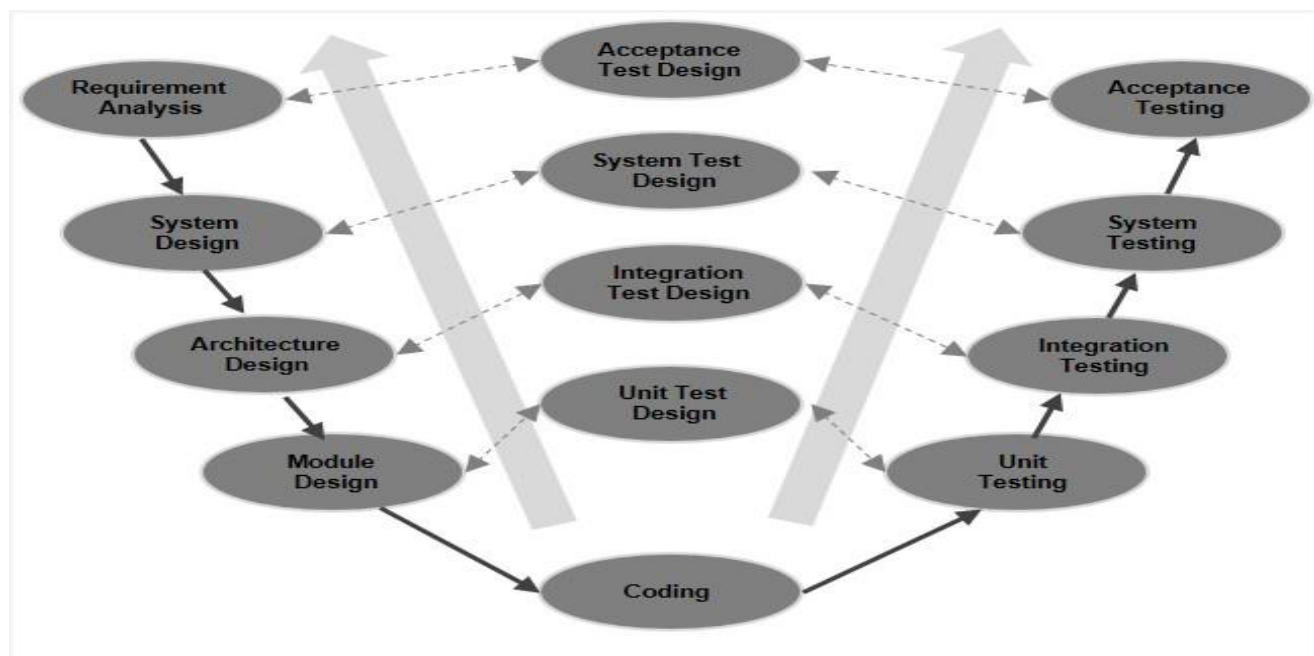 Acceptance
Test Design
Requirement
Analysis
Acceptance
Testing
System Test
Design
System
Design
System
Testing
Integration
Test Design
Architecture
Design
Integration
Testing
Unit Test
Design
Module
Design
Unit
Testing
Coding